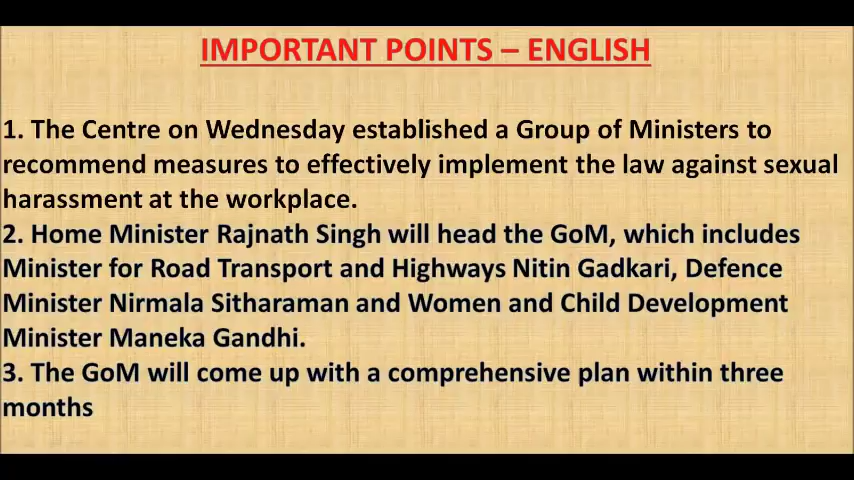 IMPORTANT POINTS – ENGLISH
1. The Centre on Wednesday established a Group of Ministers to
recommend measures to effectively implement the law against sexual
harassment at the workplace.
2. Home Minister Rajnath Singh will head the GoM, which includes
Minister for Road Transport and Highways Nitin Gadkari, Defence
Minister Nirmala Sitharaman and Women and Child Development
Minister Maneka Gandhi.
3. The GoM will come up with a comprehensive plan within three
months